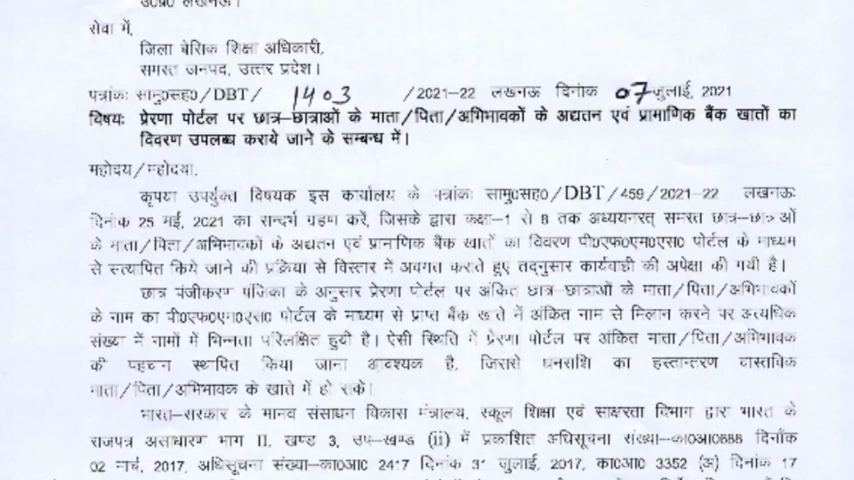 उ0प्र0 लखनऊ।
सेवा में,
जिला बेसिक शिक्षा अधिकारी,
समस्त जनपद, उत्तर प्रदेश।
पत्रांकः सामु0सह0/DBT/ 1403 /2021-22 लखनऊ दिनांक 07 जुलाई, 2021
विषयः प्रेरणा पोर्टल पर छात्र-छात्राओं के माता/पिता/अभिभावकों के अद्यतन एवं प्रामाणिक बैंक खातों का
विवरण उपलब्ध कराये जाने के सम्बन्ध में।
महोदय/महोदया,
कृपया उपर्युक्त विषयक इस कार्यालय के पत्रांकः सामु0सह0/DBT/459/2021-22 लखनऊः
दिनांक 25 मई, 2021 का सन्दर्भ ग्रहण करें, जिसके द्वारा कक्षा-1 से 8 तक अध्ययनरत् समस्त छात्र-छात्राओं
के माता/पिता/अभिभावकों के अद्यतन एवं प्रामाणिक बैंक खातों का विवरण पी0एफ0एम0एस0 पोर्टल के माध्यम
से सत्यापित किये जाने की प्रक्रिया से विस्तार में अवगत कराते हुए तद्नुसार कार्यवाही की अपेक्षा की गयी है।
छात्र पंजीकरण पंजिका के अनुसार प्रेरणा पोर्टल पर अंकित छात्र-छात्राओं के माता/पिता/अभिभावकों
के नाम का पी0एफ0एम0एस0 पोर्टल के माध्यम से प्राप्त बैंक खाते में अंकित नाम से मिलान करने पर अत्यधिक
संख्या में नामों में भिन्नता परिलक्षित हुयी है। ऐसी स्थिति में प्रेरणा पोर्टल पर अंकित माता/पिता/अभिभावक
की पहचान स्थापित किया जाना आवश्यक है, जिससे धनराशि का हस्तान्तरण वास्तविक
माता/पिता/अभिभावक के खाते में हो सके।
भारत-सरकार के मानव संसाधन विकास मंत्रालय, स्कूल शिक्षा एवं साक्षरता विभाग द्वारा भारत के
राजपत्र असाधारण भाग II, खण्ड 3, उप-खण्ड (ii) में प्रकाशित अधिसूचना संख्या-का0आ0688 दिनाँक
02 मार्च, 2017, अधिसूचना संख्या-का0आ0 2417 दिनाँक 31 जुलाई, 2017, का0आ0 3352 (अ) दिनांक 17